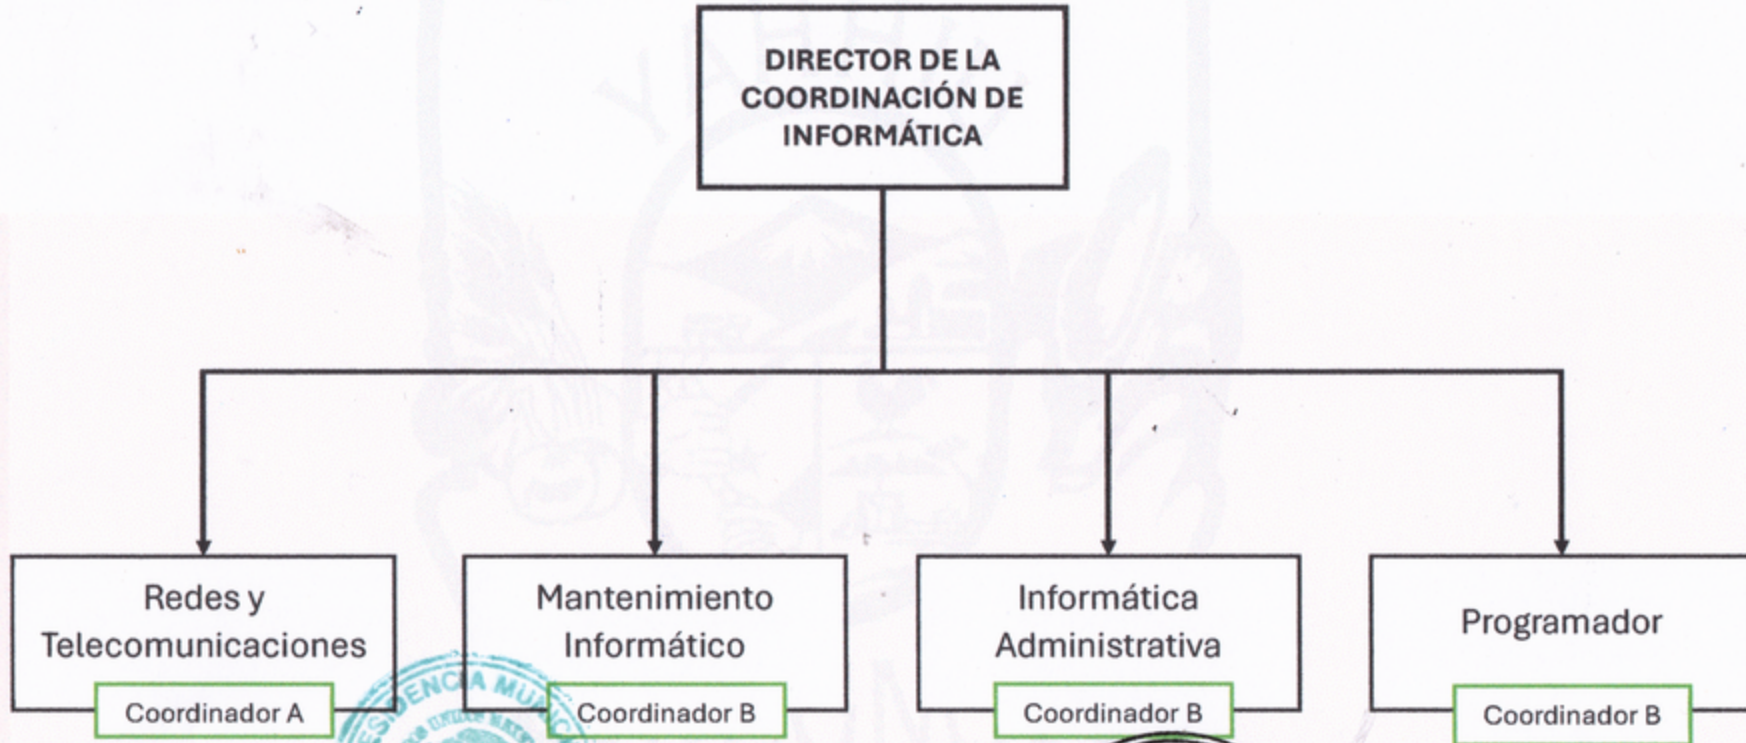 DIRECTOR DE LA
COORDINACIÓN DE
INFORMÁTICA
Redes y
Telecomunicaciones
Coordinador A
Mantenimiento
Informático
Coordinador B
Informática
Administrativa
Coordinador B
Programador
Coordinador B